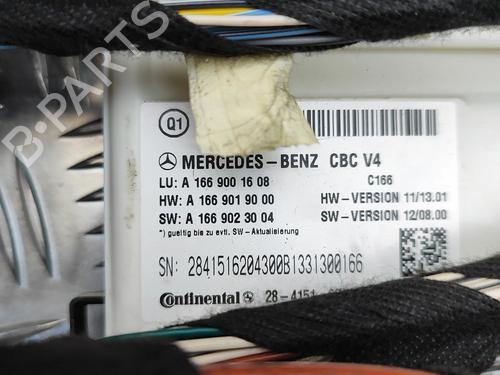 Q1
MERCEDES-BENZ CBC V4
LU: A 166 900 16 08 C166
HW: A 166 901 90 00 HW-VERSION 11/13.01
SW: A 166 902 30 04 SW-VERSION 12/08.00
*) gueltig bis zu evtl. SW-Aktualisierung
SN: 2841516204300B1331300166
Continental 28-4151
B-PARTS